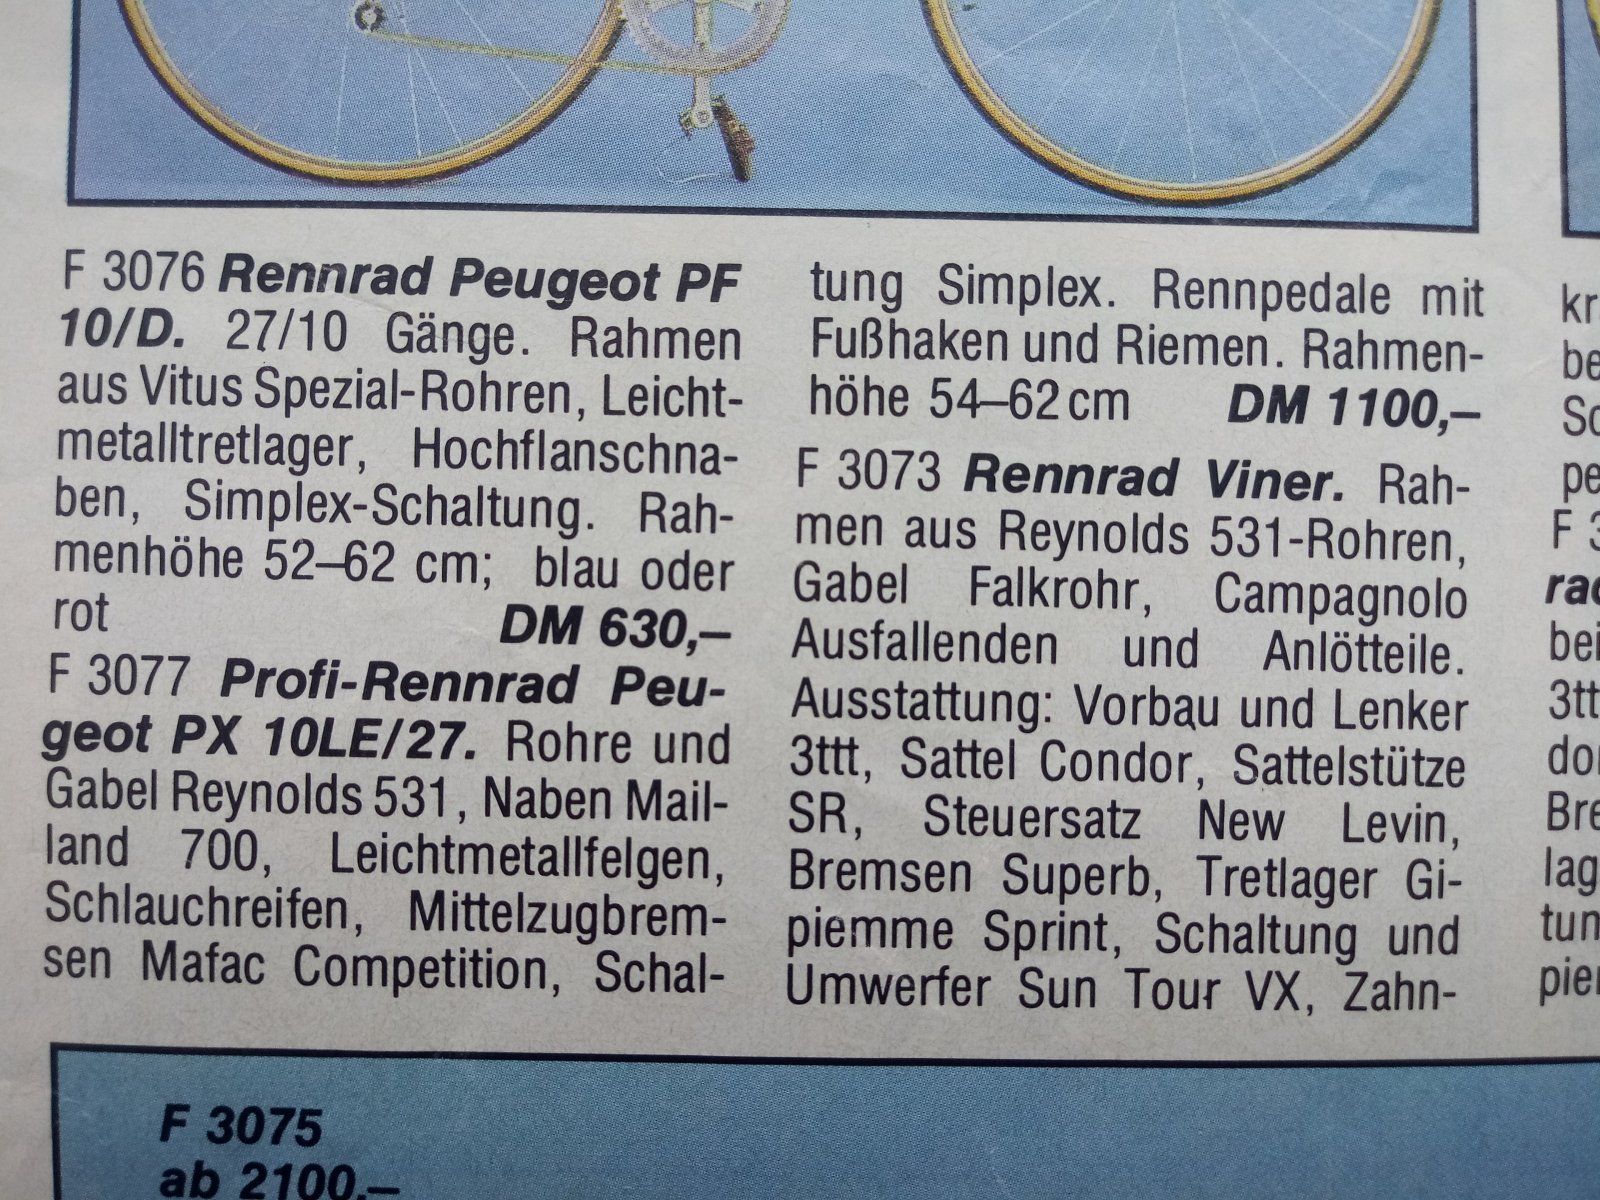 F 3076 Rennrad Peugeot PF
10/D. 27/10 Gänge. Rahmen
aus Vitus Spezial-Rohren, Leicht-
metalltretlager, Hochflanschna-
ben, Simplex-Schaltung. Rah-
menhöhe 52–62 cm; blau oder
rot DM 630,–
F 3077 Profi-Rennrad Peu-
geot PX 10LE/27. Rohre und
Gabel Reynolds 531, Naben Mail-
land 700, Leichtmetallfelgen,
Schlauchreifen, Mittelzugbrem-
sen Mafac Competition, Schal-
tung Simplex. Rennpedale mit
Fußhaken und Riemen. Rahmen-
höhe 54–62 cm DM 1100,–
F 3073 Rennrad Viner. Rah-
men aus Reynolds 531-Rohren,
Gabel Falkrohr, Campagnolo
Ausfallenden und Anlötteile.
Ausstattung: Vorbau und Lenker
3ttt, Sattel Condor, Sattelstütze
SR, Steuersatz New Levin,
Bremsen Superb, Tretlager Gi-
piemme Sprint, Schaltung und
Umwerfer Sun Tour VX, Zahn-
F 3075
ab 2100,–